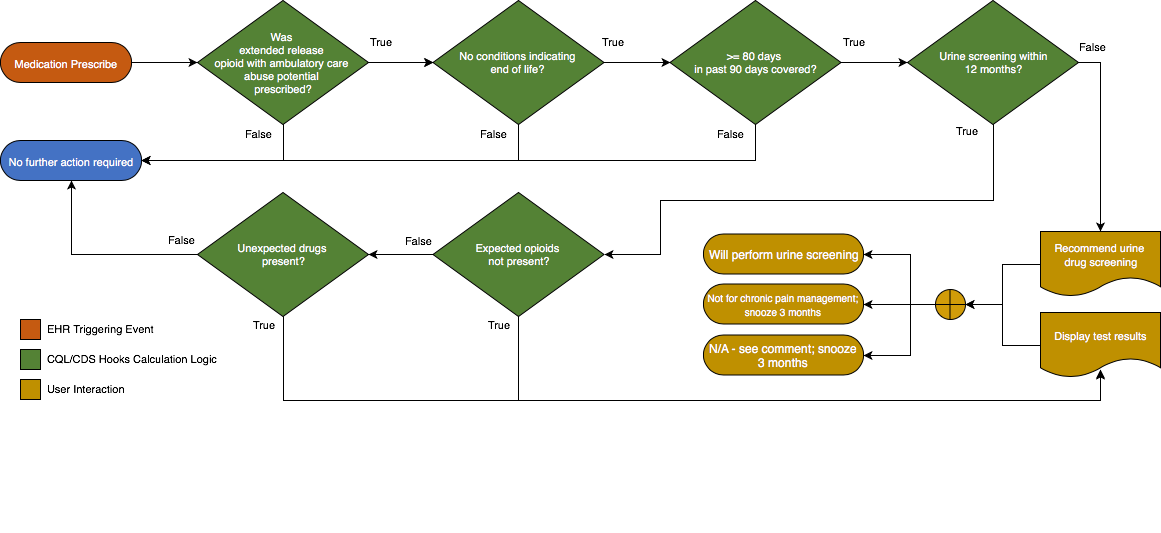 Medication Prescribe
Was
extended release
opioid with ambulatory care
abuse potential
prescribed?
True
No conditions indicating
end of life?
True
>= 80 days
in past 90 days covered?
True
Urine screening within
12 months?
False
False
False
False
True
No further action required
False
Unexpected drugs
present?
False
Expected opioids
not present?
Will perform urine screening
Not for chronic pain management;
snooze 3 months
N/A - see comment; snooze
3 months
Recommend urine
drug screening
Display test results
True
True
EHR Triggering Event
CQL/CDS Hooks Calculation Logic
User Interaction